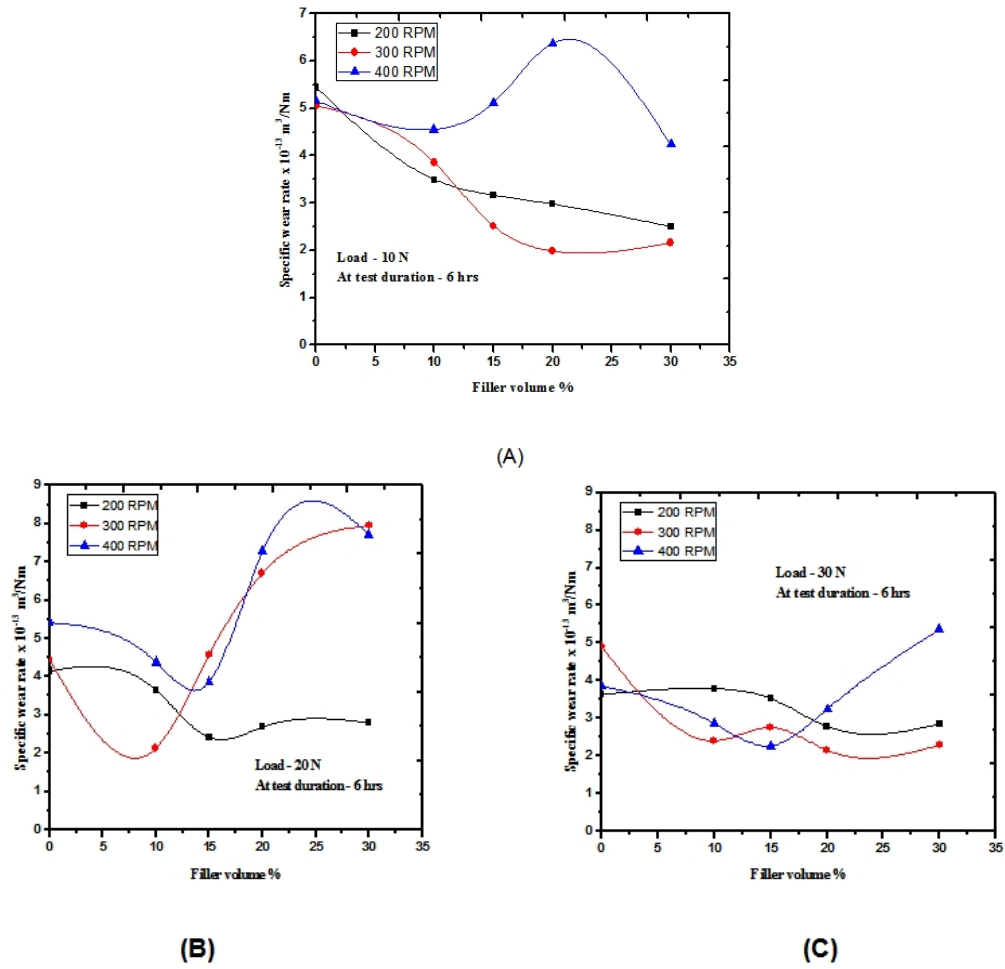 7
6
5
4
3
2
1
0
Specific wear rate x 10⁻¹³ m³/Nm
200 RPM
300 RPM
400 RPM
Load - 10 N
At test duration - 6 hrs
0 5 10 15 20 25 30 35
Filler volume %
(A)
9
8
7
6
5
4
3
2
1
0
Specific wear rate x 10⁻¹³ m³/Nm
200 RPM
300 RPM
400 RPM
Load - 20N
At test duration - 6 hrs
0 5 10 15 20 25 30 35
Filler volume %
(B)
9
8
7
6
5
4
3
2
1
0
Specific wear rate x 10⁻¹³ m³/Nm
200 RPM
300 RPM
400 RPM
Load - 30 N
At test duration - 6 hrs
0 5 10 15 20 25 30 35
Filler volume %
(C)